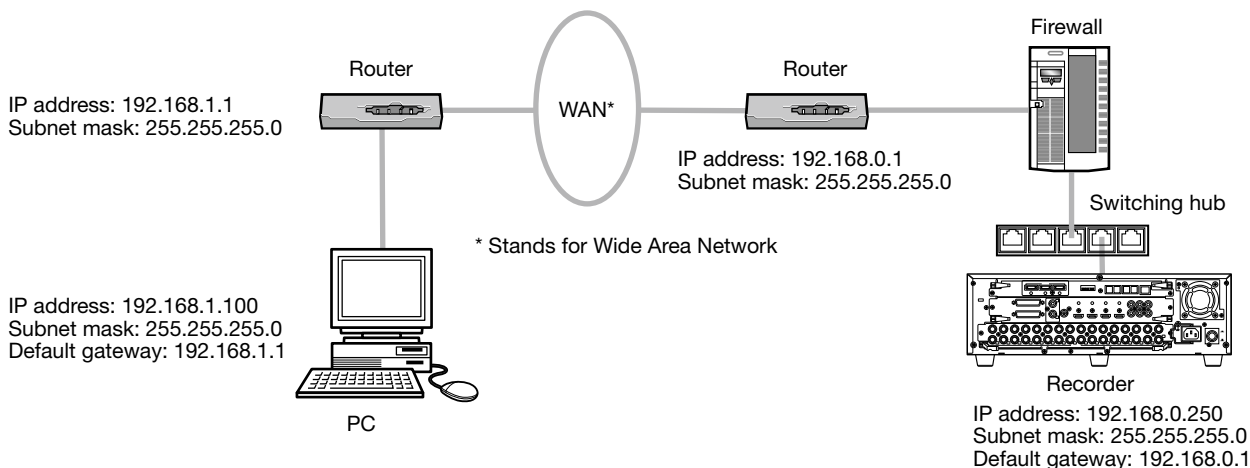 Firewall
Router
Router
IP address: 192.168.1.1
Subnet mask: 255.255.255.0
WAN*
IP address: 192.168.0.1
Subnet mask: 255.255.255.0
Switching hub
* Stands for Wide Area Network
IP address: 192.168.1.100
Subnet mask: 255.255.255.0
Default gateway: 192.168.1.1
PC
Recorder
IP address: 192.168.0.250
Subnet mask: 255.255.255.0
Default gateway: 192.168.0.1